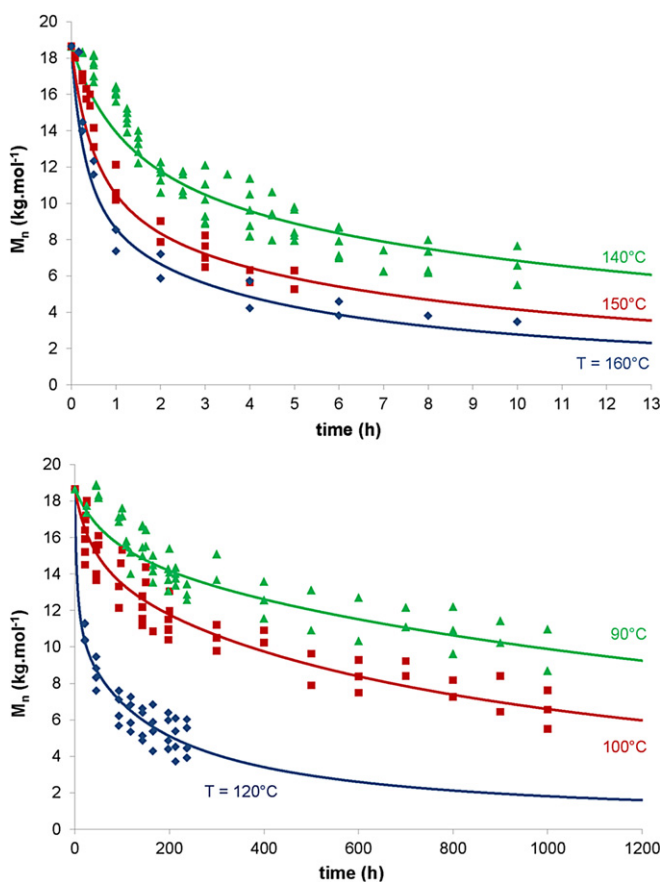 20
18
16
14
12
10
8
6
4
2
0
Mn (kg.mol-1)
140°C
150°C
T = 160°C
0 1 2 3 4 5 6 7 8 9 10 11 12 13
time (h)
20
18
16
14
12
10
8
6
4
2
0
Mn (kg.mol-1)
90°C
100°C
T = 120°C
0 200 400 600 800 1000 1200
time (h)